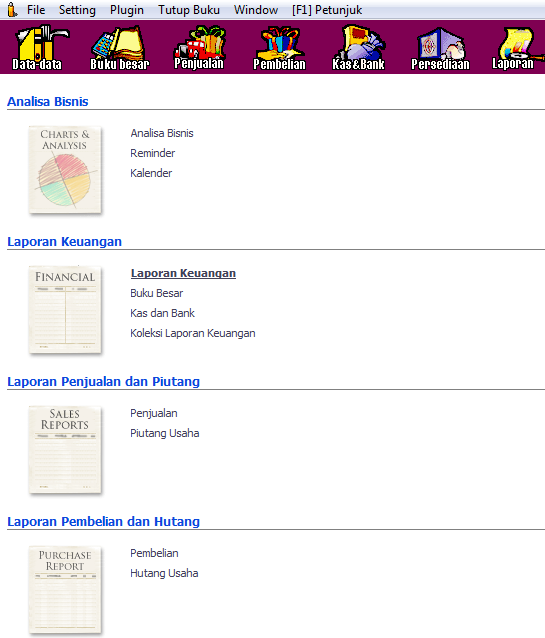 File Setting Plugin Tutup Buku Window [F1] Petunjuk
Data-data Buku besar Penjualan Pembelian Kas&Bank Persediaan Laporan
Analisa Bisnis
CHARTS &
ANALYSIS
Analisa Bisnis
Reminder
Kalender
Laporan Keuangan
FINANCIAL
Laporan Keuangan
Buku Besar
Kas dan Bank
Koleksi Laporan Keuangan
Laporan Penjualan dan Piutang
SALES
REPORTS
Penjualan
Piutang Usaha
Laporan Pembelian dan Hutang
PURCHASE
REPORT
Pembelian
Hutang Usaha